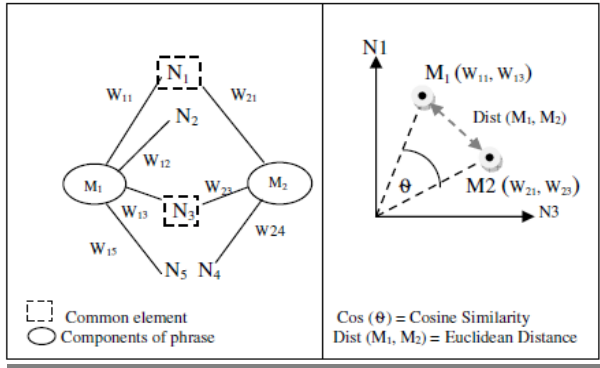 N₁
W₁₁
W₂₁
N₂
W₁₂
M₁
M₂
W₁₃
W₂₃
N₃
W₁₅
W24
N₅ N₄
Common element
Components of phrase
N1
M₁ (W₁₁, W₁₃)
Dist (M₁, M₂)
θ
M2 (W₂₁, W₂₃)
N3
Cos (θ) = Cosine Similarity
Dist (M₁, M₂) = Euclidean Distance